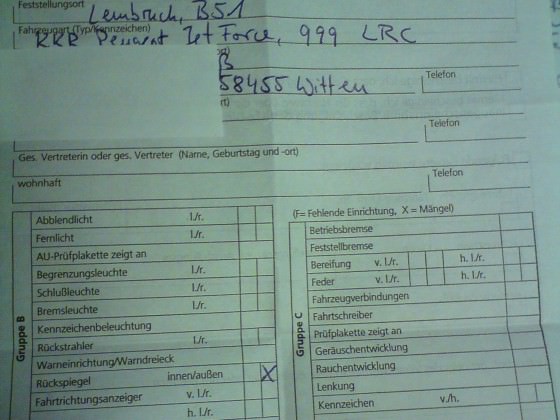 Feststellungsort Lembruch, B51
Fahrzeugart (Typ/Kennzeichen)
KKR Peugeot Jet Force, 999 LRC
ß
58455 Witten
rt)
Telefon
Telefon
Ges. Vertreterin oder ges. Vertreter (Name, Geburtstag und -ort)
wohnhaft
Telefon
(F= Fehlende Einrichtung, X = Mängel)
Gruppe B
Abblendlicht l./r.
Fernlicht l./r.
AU-Prüfplakette zeigt an
Begrenzungsleuchte l./r.
Schlußleuchte l./r.
Bremsleuchte l./r.
Kennzeichenbeleuchtung
Rückstrahler l./r.
Warneinrichtung/Warndreieck
Rückspiegel innen/außen X
Fahrtrichtungsanzeiger v. l./r.
h. l./r.
Gruppe C
Betriebsbremse
Feststellbremse
Bereifung v. l./r. h. l./r.
Feder v. l./r. h. l./r.
Fahrzeugverbindungen
Fahrtschreiber
Prüfplakette zeigt an
Geräuschentwicklung
Rauchentwicklung
Lenkung
Kennzeichen v./h.